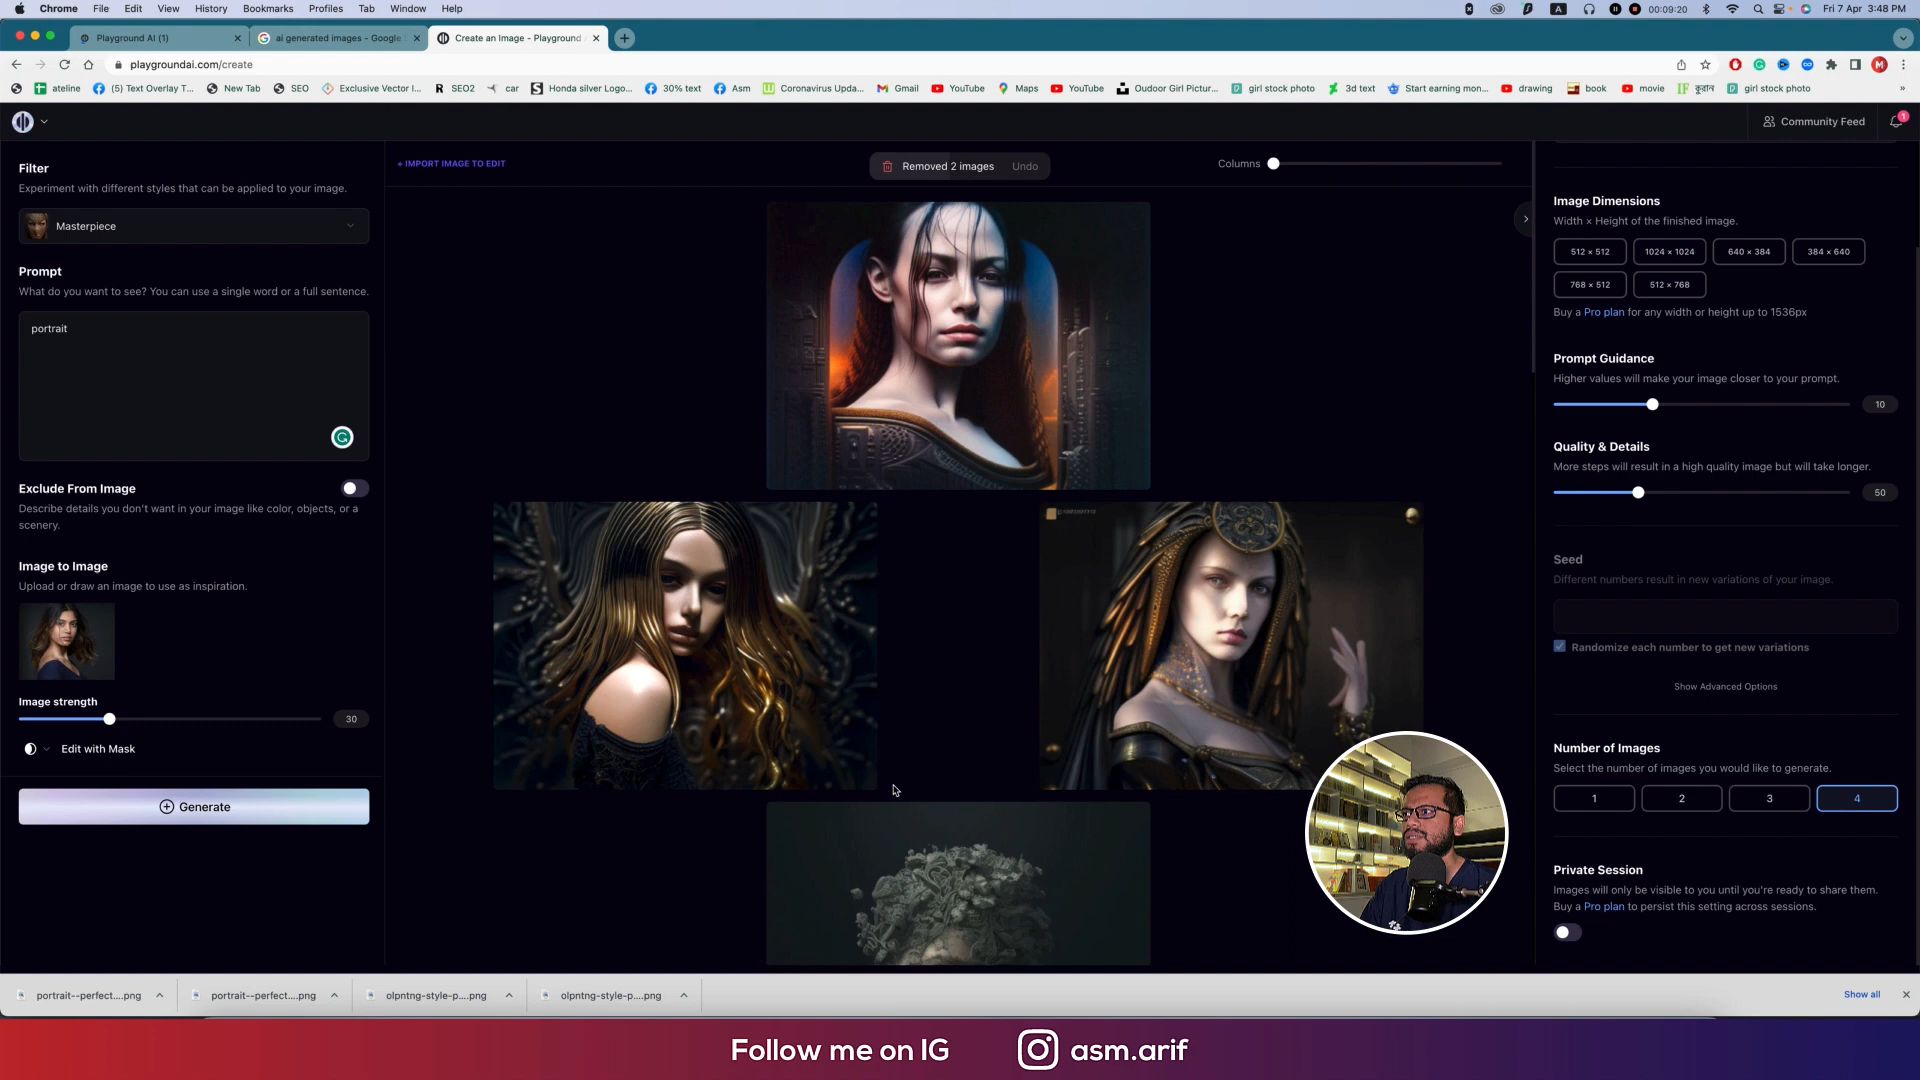 Chrome File Edit View History Bookmarks Profiles Tab Window Help
A 00:09:20 Fri 7 Apr 3:48 PM
Playground AI (1)
ai generated images - Google
Create an Image - Playground
playgroundai.com/create
M
ateline
(5) Text Overlay T...
New Tab
SEO
Exclusive Vector I...
R SEO2
car
Honda silver Logo...
30% text
Asm
Coronavirus Upda...
Gmail
YouTube
Maps
YouTube
Oudoor Girl Pictur...
girl stock photo
3d text
Start earning mon...
drawing
book
movie
IF কুরান
girl stock photo
»
Community Feed
1
Filter
Experiment with different styles that can be applied to your image.
Masterpiece
Prompt
What do you want to see? You can use a single word or a full sentence.
portrait
Exclude From Image
Describe details you don't want in your image like color, objects, or a
scenery.
Image to Image
Upload or draw an image to use as inspiration.
Image strength
30
Edit with Mask
Generate
+ IMPORT IMAGE TO EDIT
Removed 2 images Undo
Columns
Image Dimensions
Width × Height of the finished image.
512 × 512 1024 × 1024 640 × 384 384 × 640
768 × 512 512 × 768
Buy a Pro plan for any width or height up to 1536px
Prompt Guidance
Higher values will make your image closer to your prompt.
10
Quality & Details
More steps will result in a high quality image but will take longer.
50
Seed
Different numbers result in new variations of your image.
Randomize each number to get new variations
Show Advanced Options
Number of Images
Select the number of images you would like to generate.
1 2 3 4
Private Session
Images will only be visible to you until you're ready to share them.
Buy a Pro plan to persist this setting across sessions.
portrait--perfect....png
portrait--perfect....png
olpntng-style-p....png
olpntng-style-p....png
Show all
Follow me on IG asm.arif